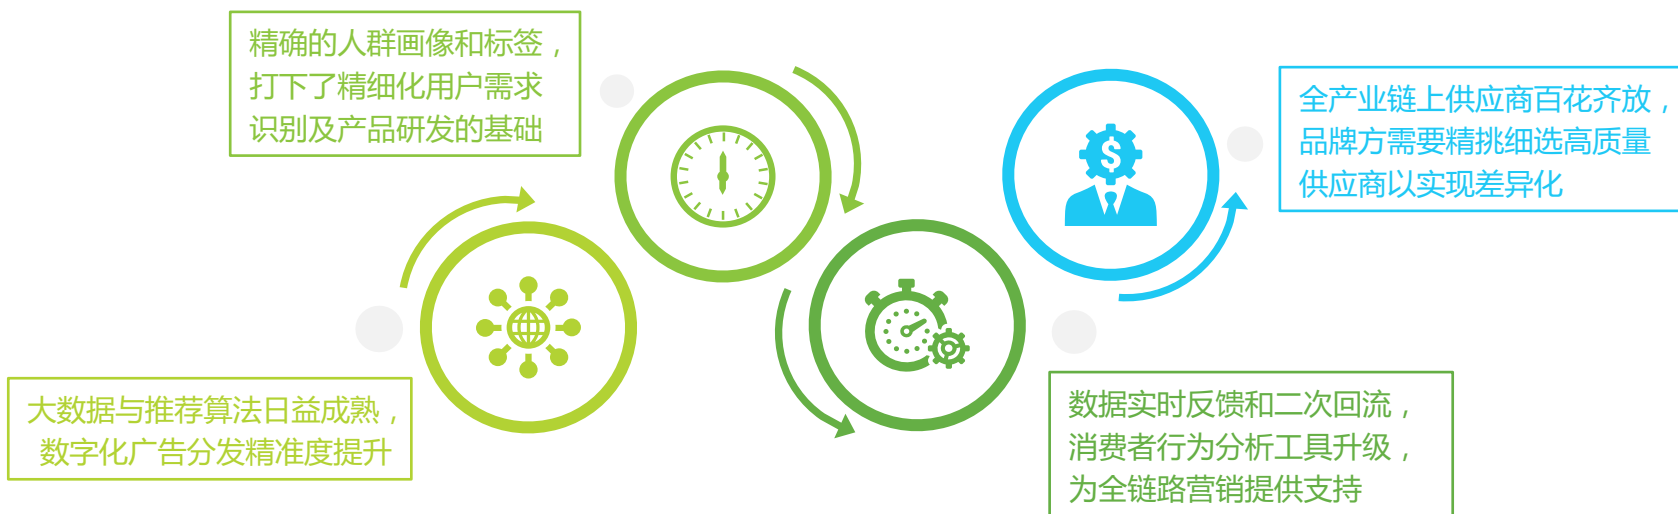 精确的人群画像和标签，
打下了精细化用户需求
识别及产品研发的基础
全产业链上供应商百花齐放，
品牌方需要精挑细选高质量
供应商以实现差异化
大数据与推荐算法日益成熟，
数字化广告分发精准度提升
数据实时反馈和二次回流，
消费者行为分析工具升级，
为全链路营销提供支持
$